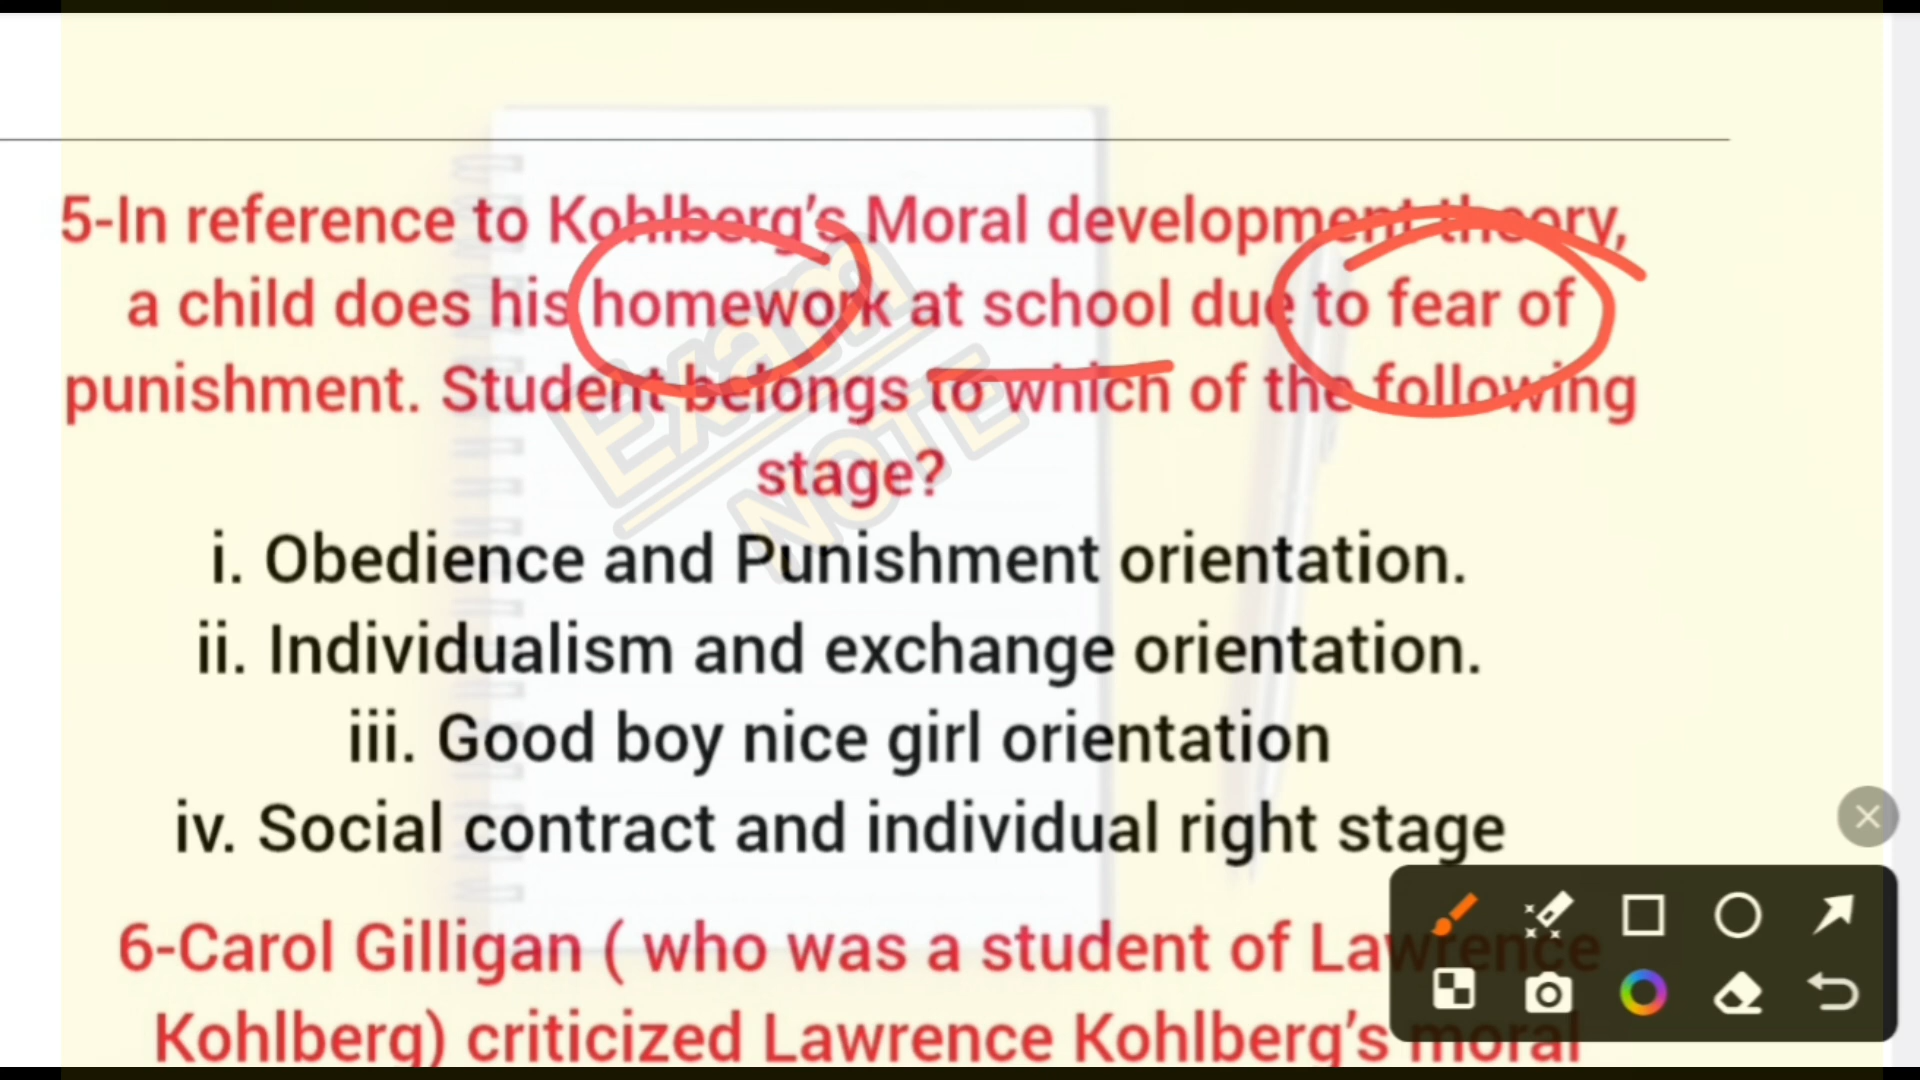 5-In reference to Kohlberg's Moral development theory,
a child does his homework at school due to fear of
punishment. Student belongs to which of the following
stage?
i. Obedience and Punishment orientation.
ii. Individualism and exchange orientation.
iii. Good boy nice girl orientation
iv. Social contract and individual right stage
6-Carol Gilligan ( who was a student of Lawrence
Kohlberg) criticized Lawrence Kohlberg's moral
Exam
NOTE